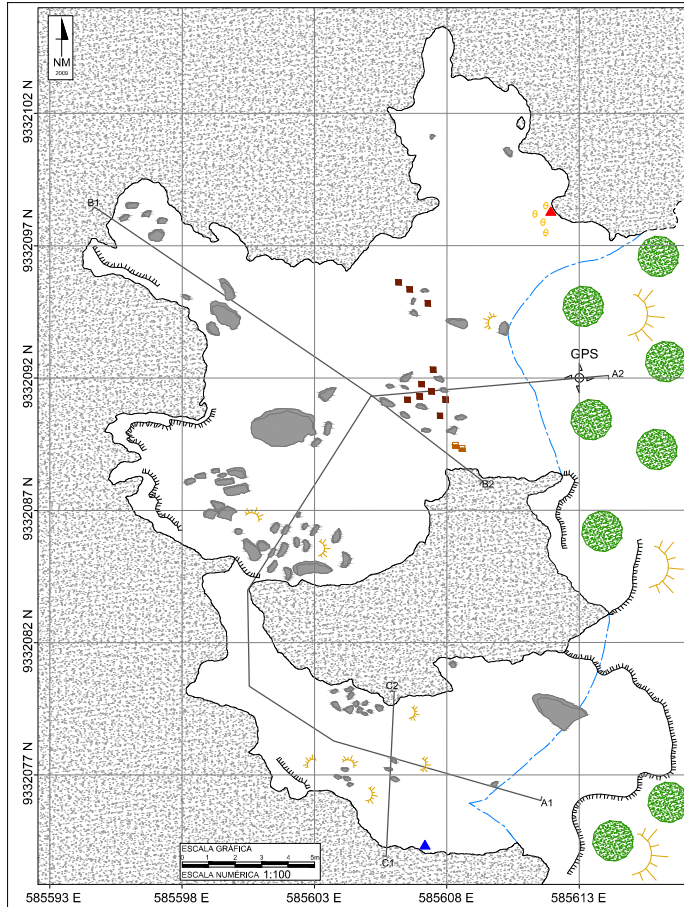 NM
2009
9332102 N
B1
9332097 N
9332092 N
GPS
A2
9332087 N
B2
9332082 N
C2
9332077 N
A1
C1
ESCALA GRÁFICA
0 1 2 3 4 5m
ESCALA NUMÉRICA 1:100
585593 E 585598 E 585603 E 585608 E 585613 E